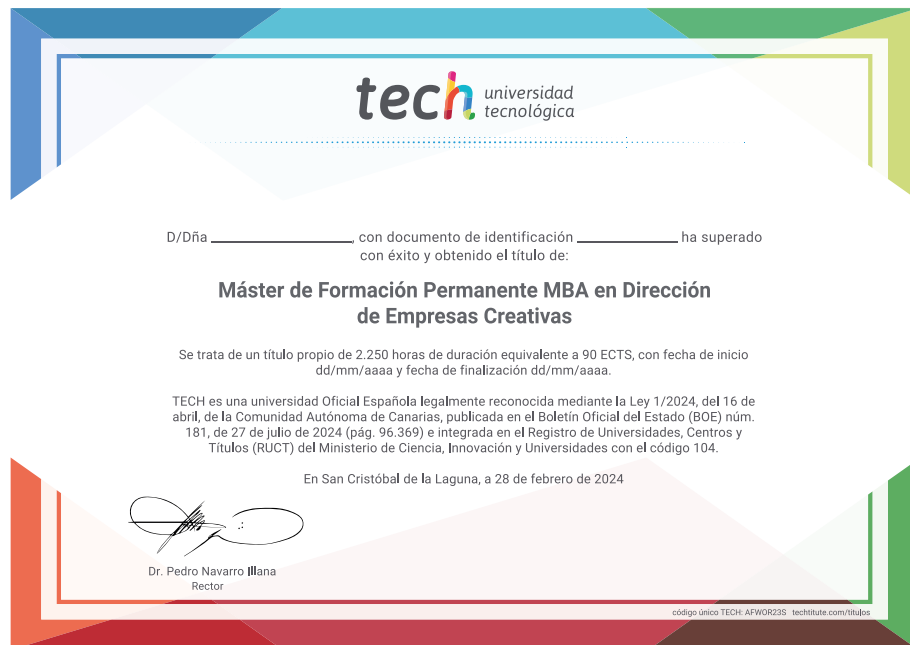 tech universidad
tecnológica
D/Dña , con documento de identificación ha superado
con éxito y obtenido el título de:
Máster de Formación Permanente MBA en Dirección
de Empresas Creativas
Se trata de un título propio de 2.250 horas de duración equivalente a 90 ECTS, con fecha de inicio
dd/mm/aaaa y fecha de finalización dd/mm/aaaa.
TECH es una universidad Oficial Española legalmente reconocida mediante la Ley 1/2024, del 16 de
abril, de la Comunidad Autónoma de Canarias, publicada en el Boletín Oficial del Estado (BOE) núm.
181, de 27 de julio de 2024 (pág. 96.369) e integrada en el Registro de Universidades, Centros y
Títulos (RUCT) del Ministerio de Ciencia, Innovación y Universidades con el código 104.
En San Cristóbal de la Laguna, a 28 de febrero de 2024
Dr. Pedro Navarro Illana
Rector
código único TECH: AFWOR23S techtitute.com/titulos